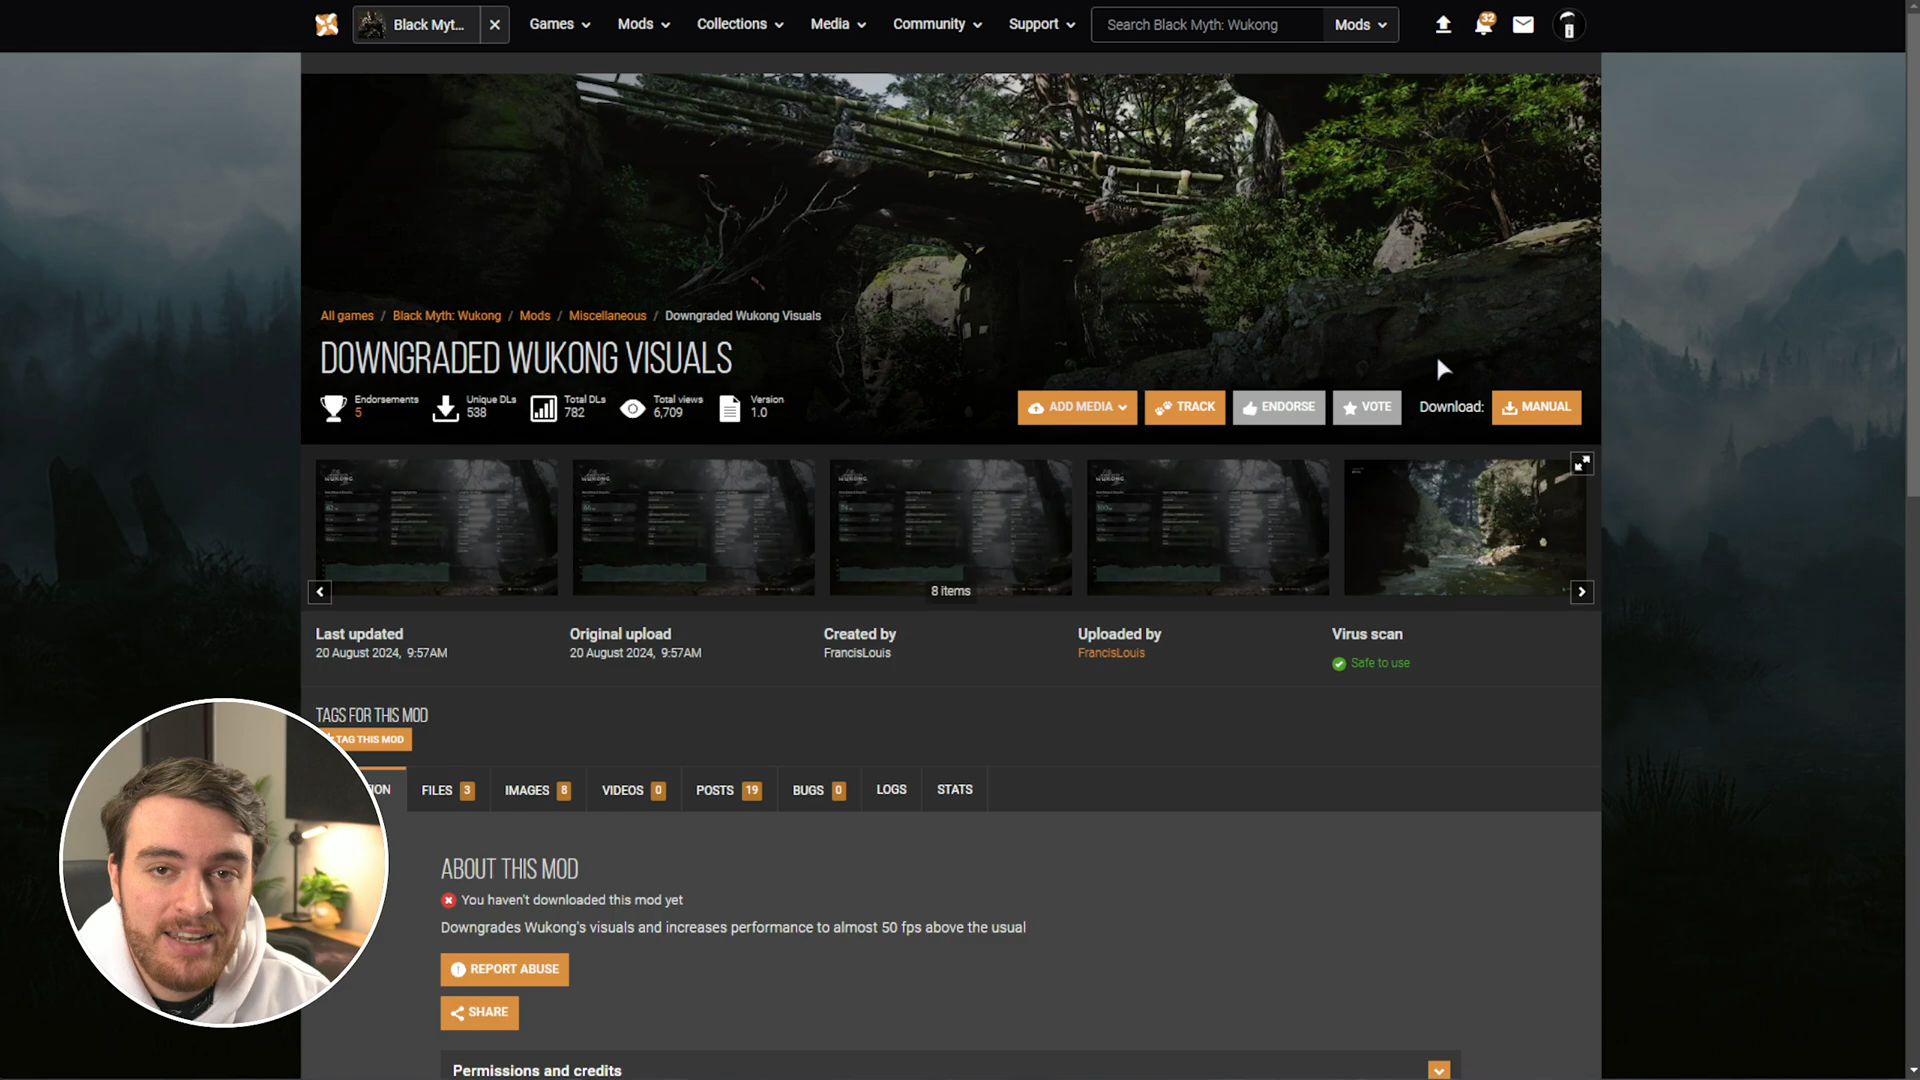 Black Myt...
Games
Mods
Collections
Media
Community
Support
Search Black Myth: Wukong
Mods
32
All games / Black Myth: Wukong / Mods / Miscellaneous / Downgraded Wukong Visuals
DOWNGRADED WUKONG VISUALS
Endorsements
5
Unique DLs
538
Total DLs
782
Total views
6,709
Version
1.0
ADD MEDIA
TRACK
ENDORSE
VOTE
Download:
MANUAL
8 items
Last updated
20 August 2024, 9:57AM
Original upload
20 August 2024, 9:57AM
Created by
FrancisLouis
Uploaded by
FrancisLouis
Virus scan
Safe to use
TAGS FOR THIS MOD
TAG THIS MOD
ION
FILES 3
IMAGES 8
VIDEOS 0
POSTS 19
BUGS 0
LOGS
STATS
ABOUT THIS MOD
You haven't downloaded this mod yet
Downgrades Wukong's visuals and increases performance to almost 50 fps above the usual
REPORT ABUSE
SHARE
Permissions and credits